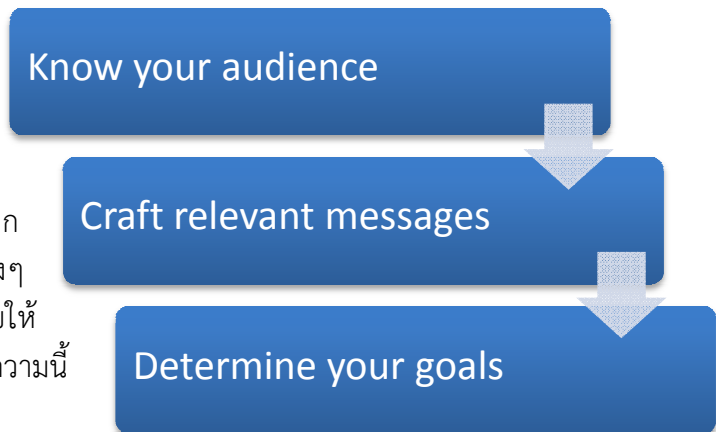 Know your audience
Craft relevant messages
Determine your goals